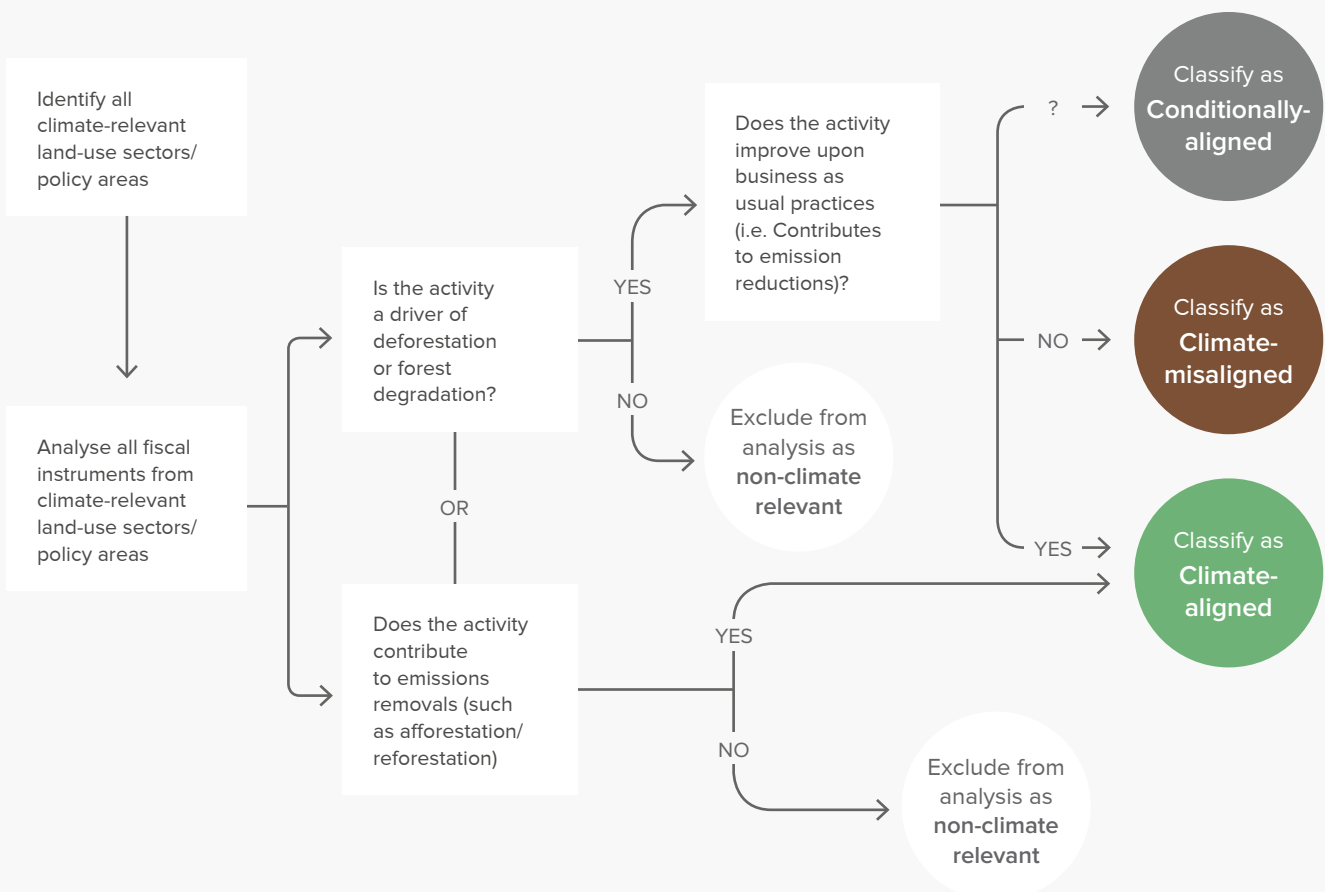 Identify all
climate-relevant
land-use sectors/
policy areas
Analyse all fiscal
instruments from
climate-relevant
land-use sectors/
policy areas
Is the activity
a driver of
deforestation
or forest
degradation?
OR
Does the activity
contribute
to emissions
removals (such
as afforestation/
reforestation)
YES
NO
Does the activity
improve upon
business as
usual practices
(i.e. Contributes
to emission
reductions)?
Exclude from
analysis as
non-climate
relevant
?
NO
YES
YES
NO
Classify as
Conditionally-
aligned
Classify as
Climate-
misaligned
Classify as
Climate-
aligned
Exclude from
analysis as
non-climate
relevant